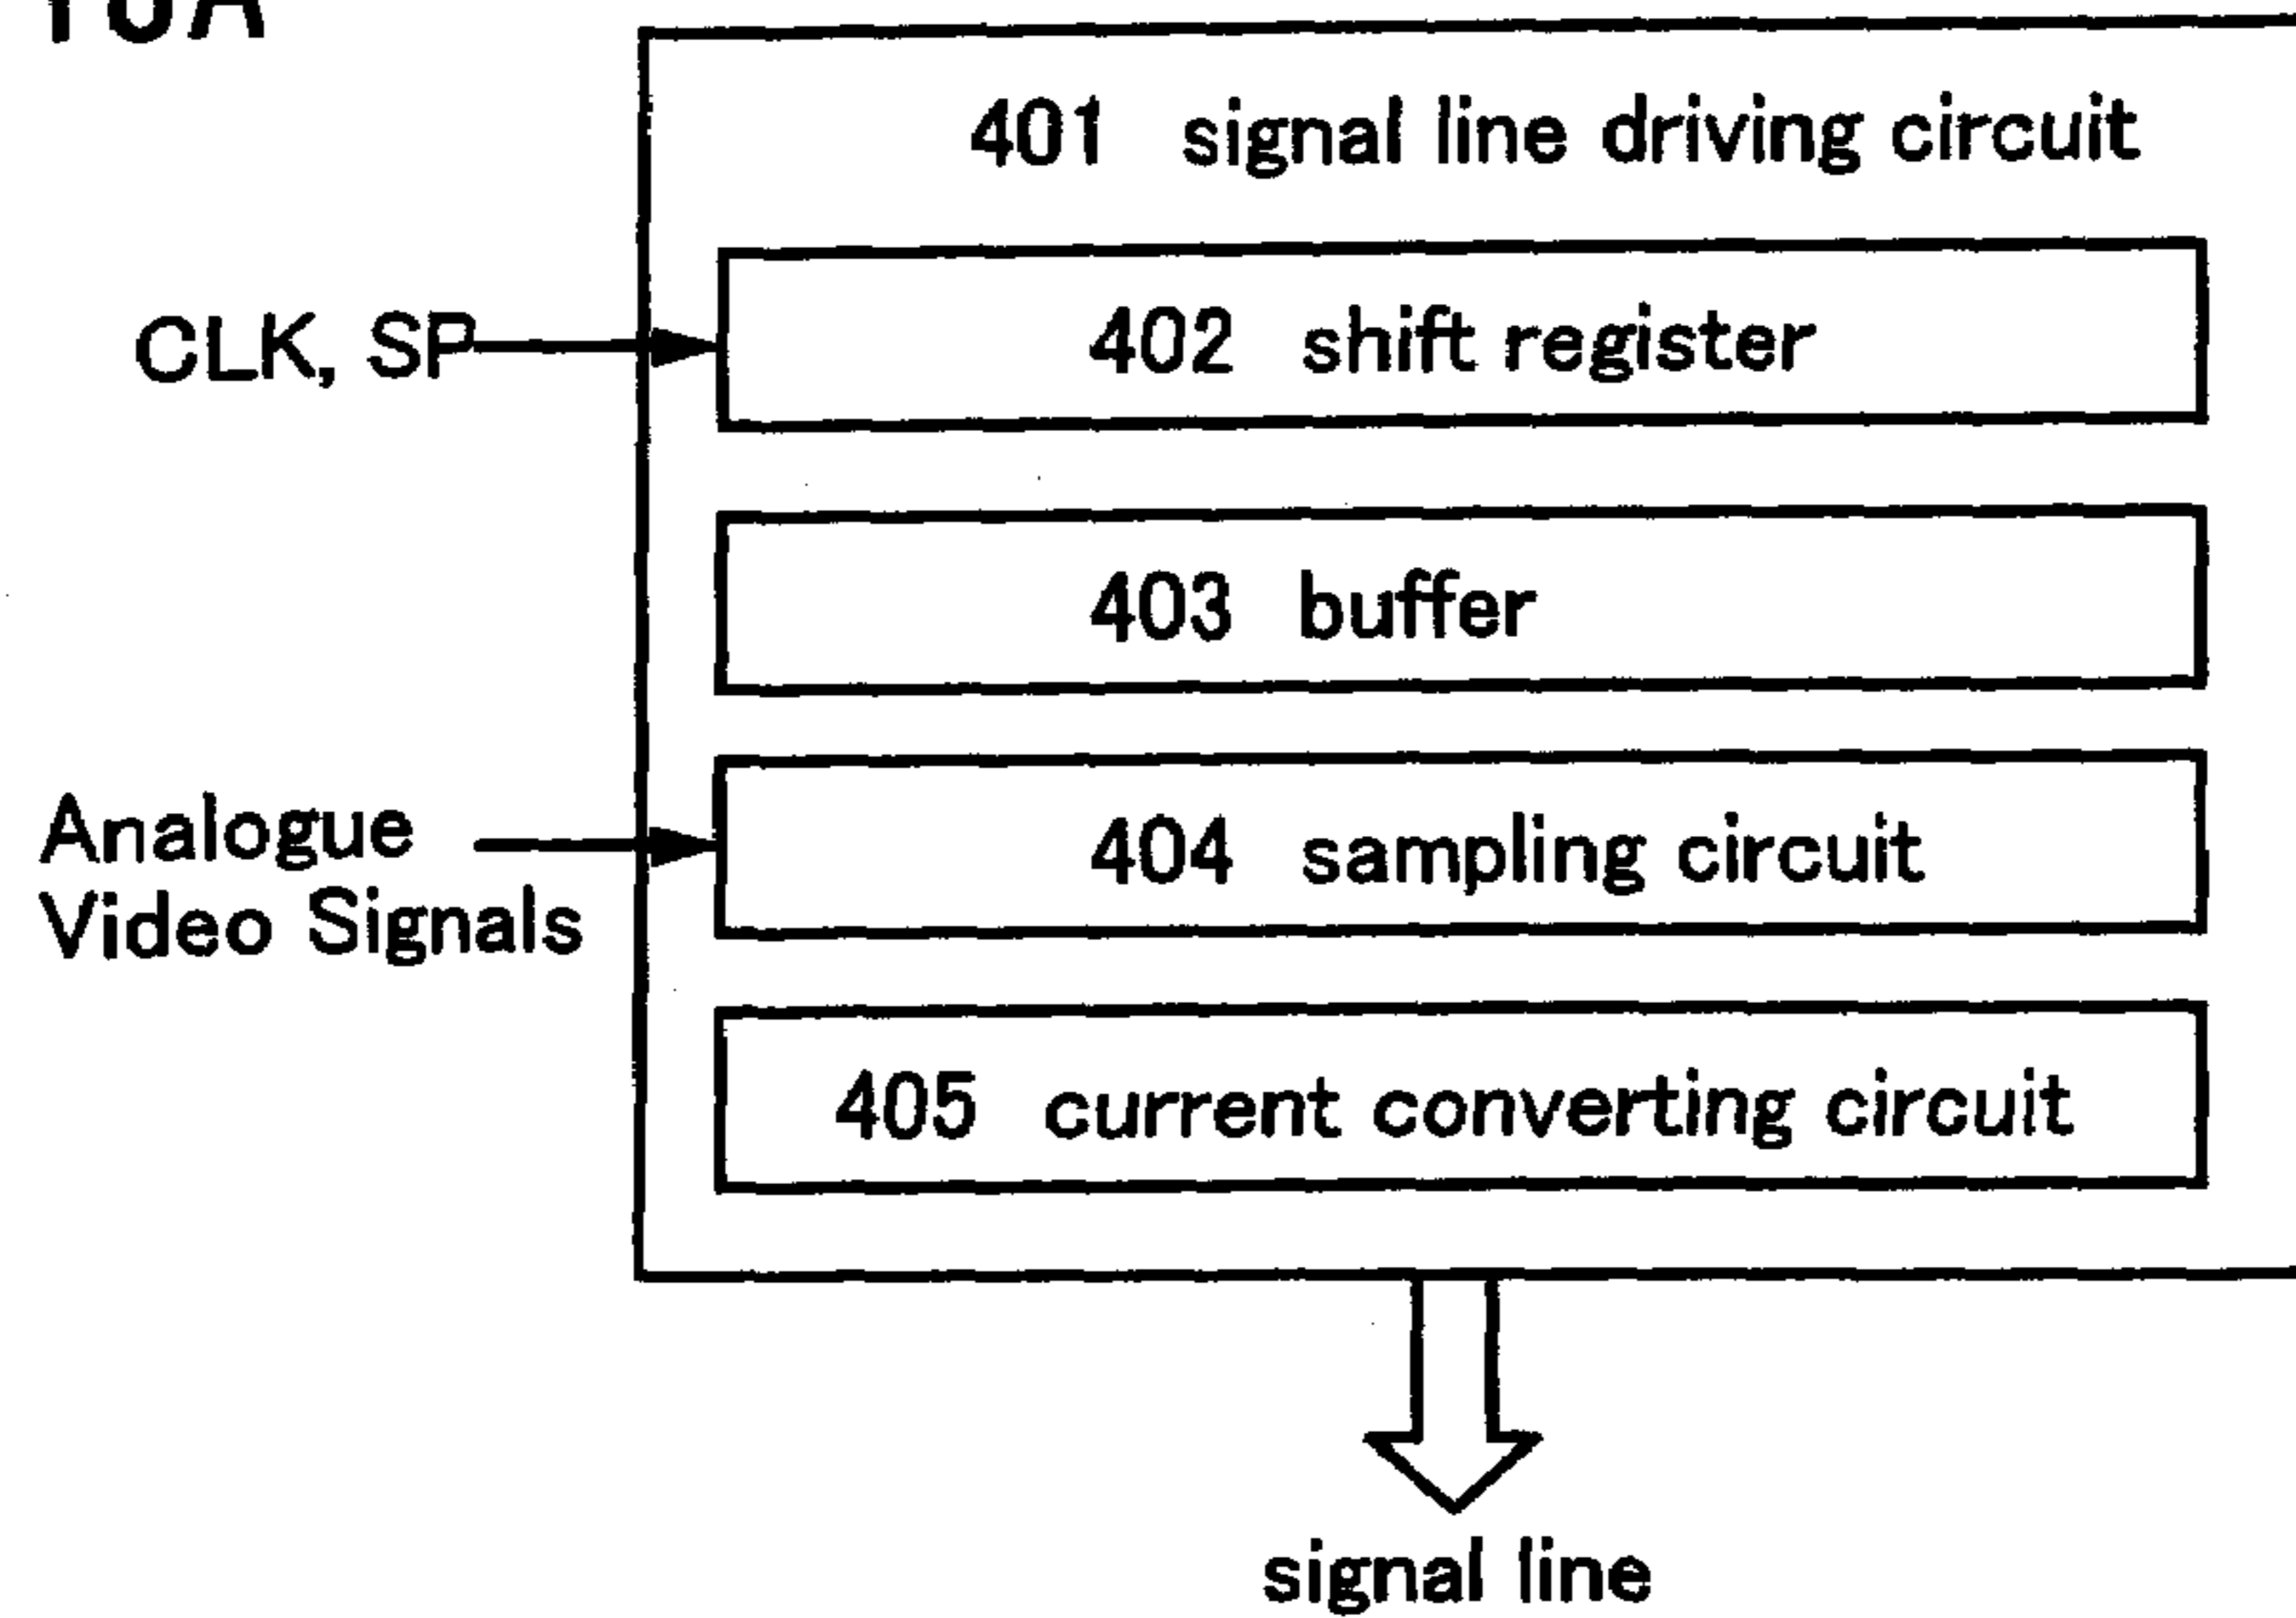 401 signal line driving circuit
CLK, SP
402 shift register
403 buffer
Analogue
Video Signals
404 sampling circuit
405 current converting circuit
signal line